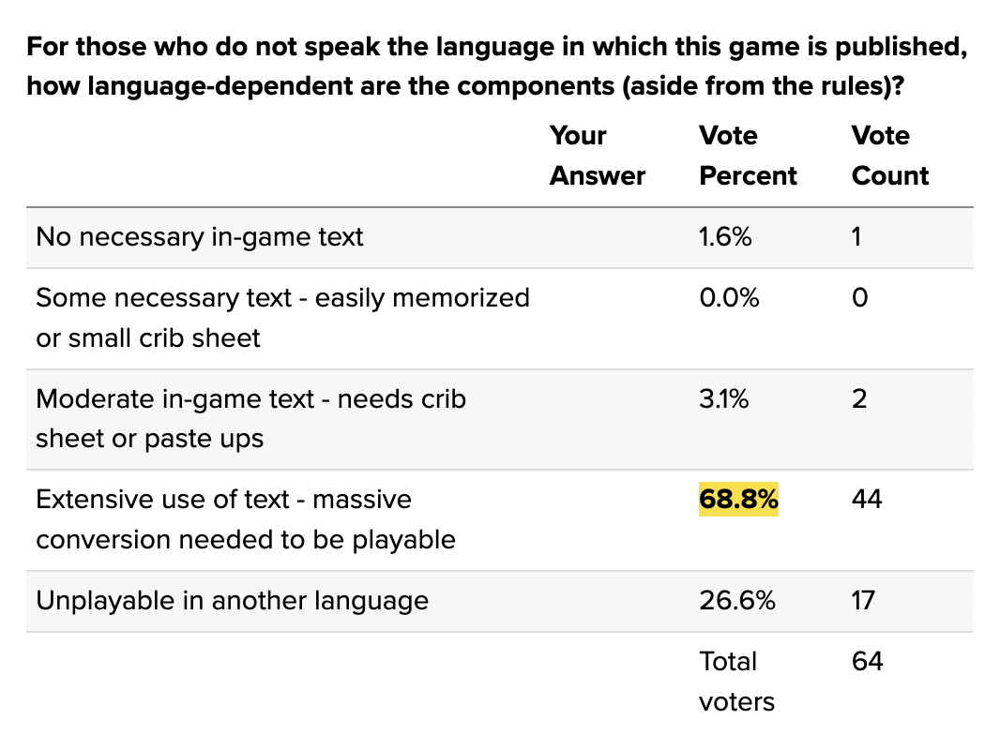 For those who do not speak the language in which this game is published,
how language-dependent are the components (aside from the rules)?
Your Answer Vote Percent Vote Count
No necessary in-game text 1.6% 1
Some necessary text - easily memorized 0.0% 0
or small crib sheet
Moderate in-game text - needs crib 3.1% 2
sheet or paste ups
Extensive use of text - massive 68.8% 44
conversion needed to be playable
Unplayable in another language 26.6% 17
Total voters 64